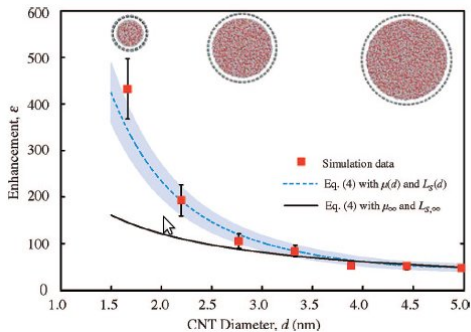 600
500
400
300
200
100
0
Enhancement, ε
Simulation data
Eq. (4) with μ(d) and L_S(d)
Eq. (4) with μ∞ and L_S,∞
1.0 1.5 2.0 2.5 3.0 3.5 4.0 4.5 5.0
CNT Diameter, d (nm)